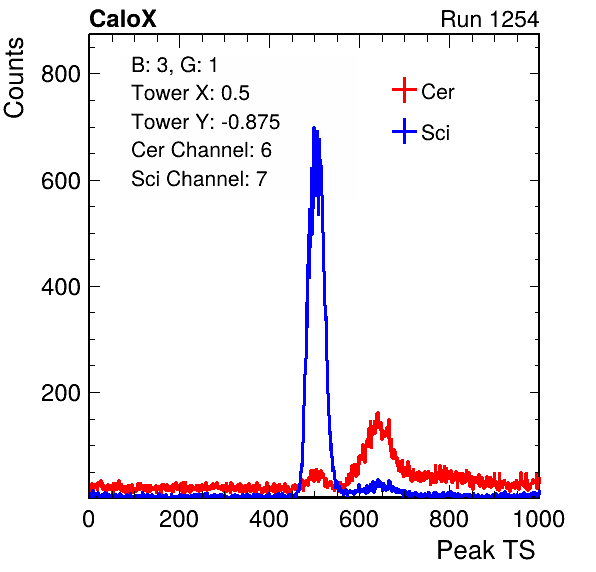 CaloX Run 1254
Counts
800
600
400
200
B: 3, G: 1
Tower X: 0.5
Tower Y: -0.875
Cer Channel: 6
Sci Channel: 7
Cer
Sci
0 200 400 600 800 1000
Peak TS